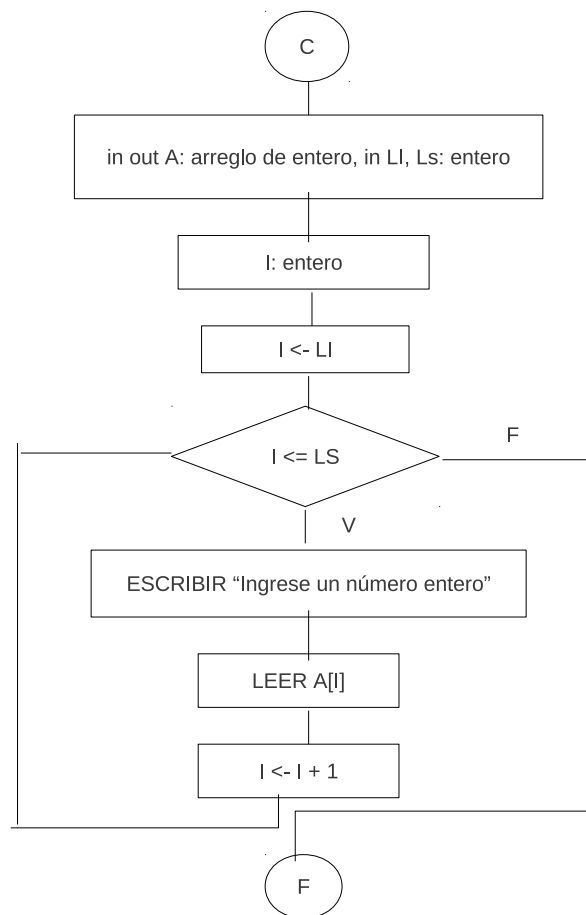 C
in out A: arreglo de entero, in LI, Ls: entero
I: entero
I <- LI
I <= LS
F
V
ESCRIBIR “Ingrese un número entero”
LEER A[I]
I <- I + 1
F